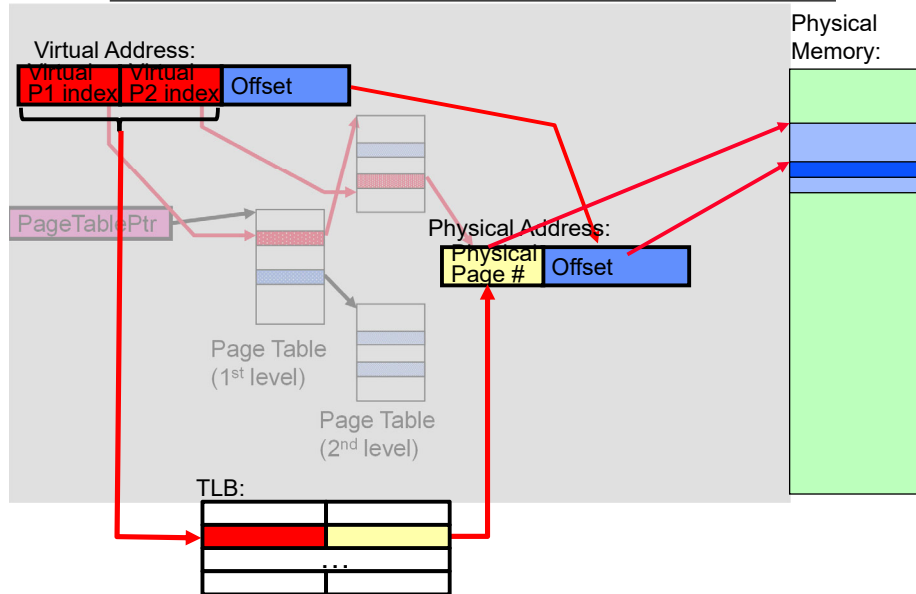 Virtual Address:
Virtual
P1 index
Virtual
P2 index
Offset
Physical
Memory:
PageTablePtr
Physical Address:
Physical
Page #
Offset
Page Table
(1st level)
Page Table
(2nd level)
TLB:
...